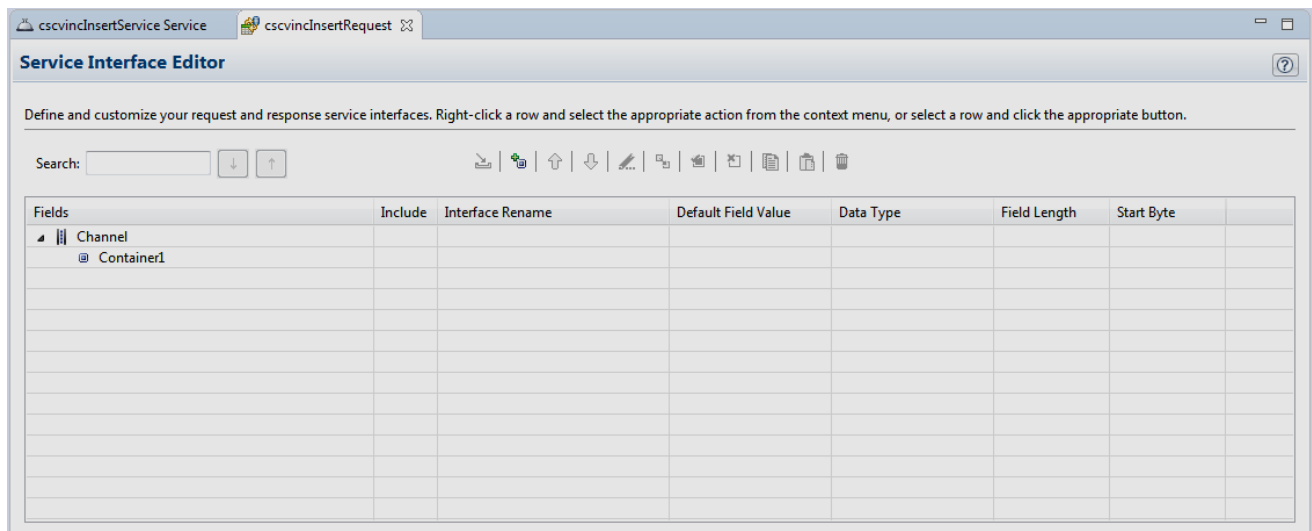 cscvincInsertService Service cscvincInsertRequest
Service Interface Editor
Define and customize your request and response service interfaces. Right-click a row and select the appropriate action from the context menu, or select a row and click the appropriate button.
Search:
Fields Include Interface Rename Default Field Value Data Type Field Length Start Byte
Channel
Container1